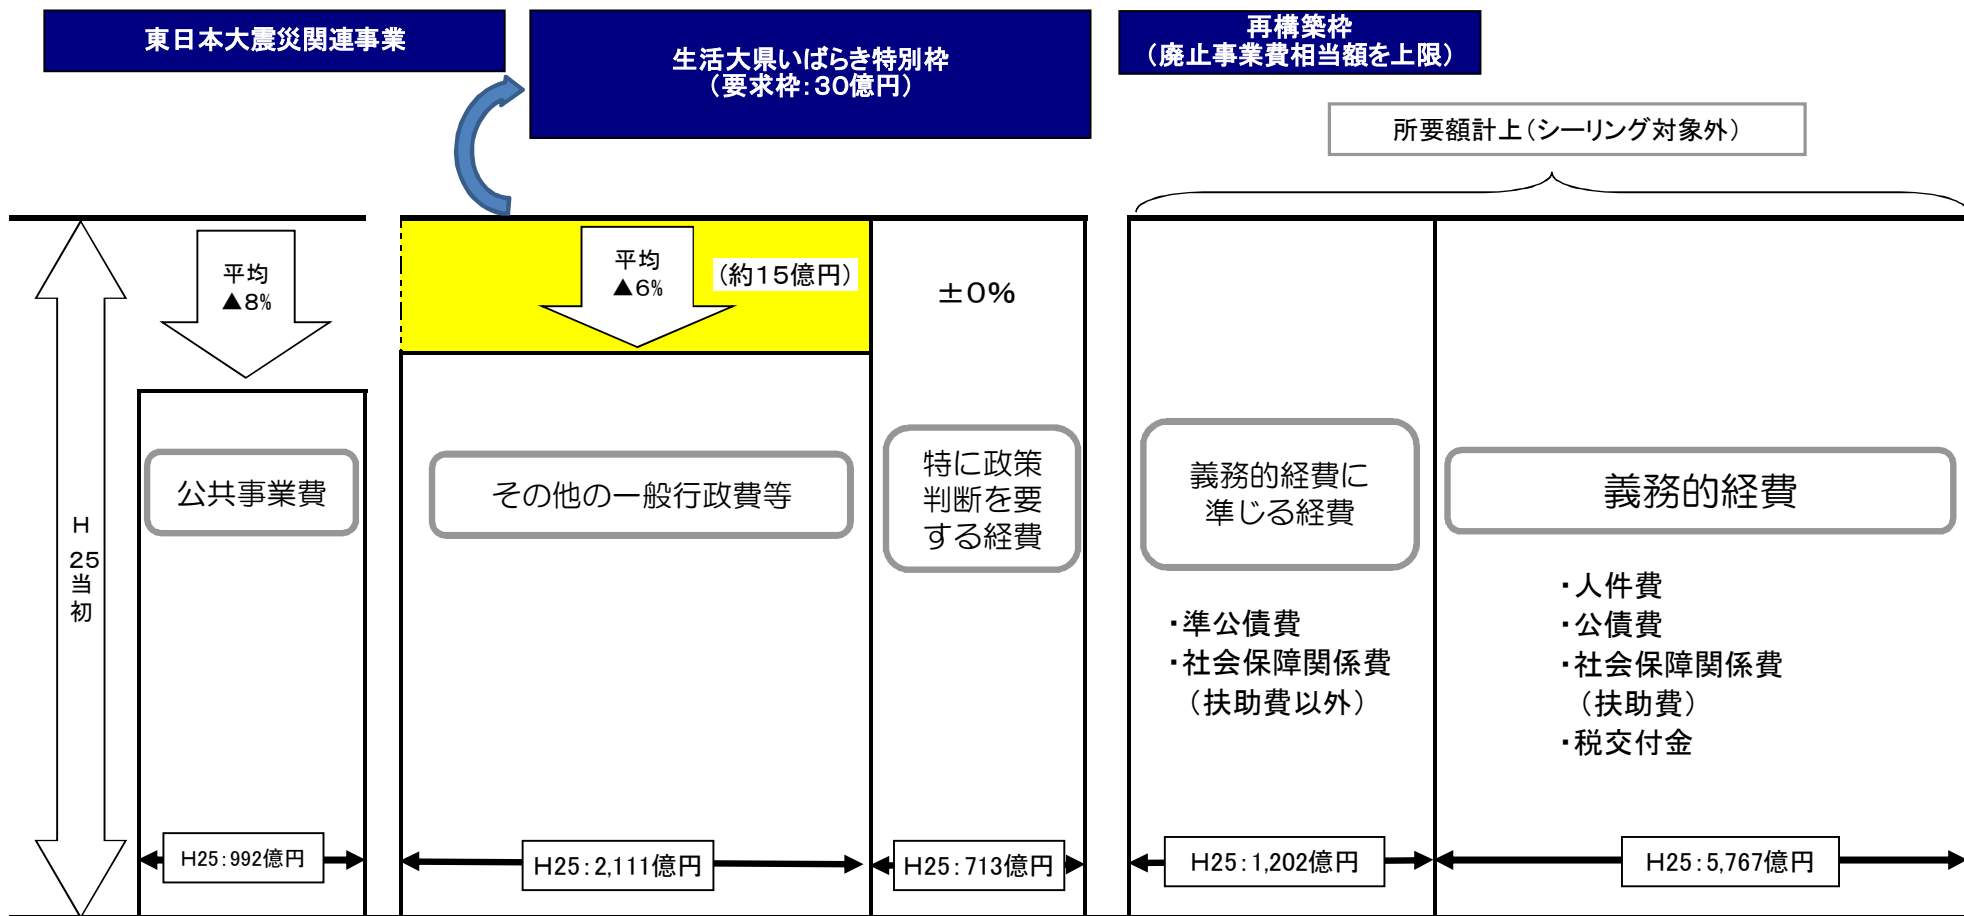 東日本大震災関連事業
生活大県いばらき特別枠
（要求枠：30億円）
再構築枠
（廃止事業費相当額を上限）
所要額計上（シーリング対象外）
平均
▲8%
平均
▲6%
（約15億円）
±0%
H
25
当
初
公共事業費
その他の一般行政費等
特に政策
判断を要
する経費
義務的経費に
準じる経費
義務的経費
・準公債費
・社会保障関係費
（扶助費以外）
・人件費
・公債費
・社会保障関係費
（扶助費）
・税交付金
H25：992億円
H25：2,111億円
H25：713億円
H25：1,202億円
H25：5,767億円